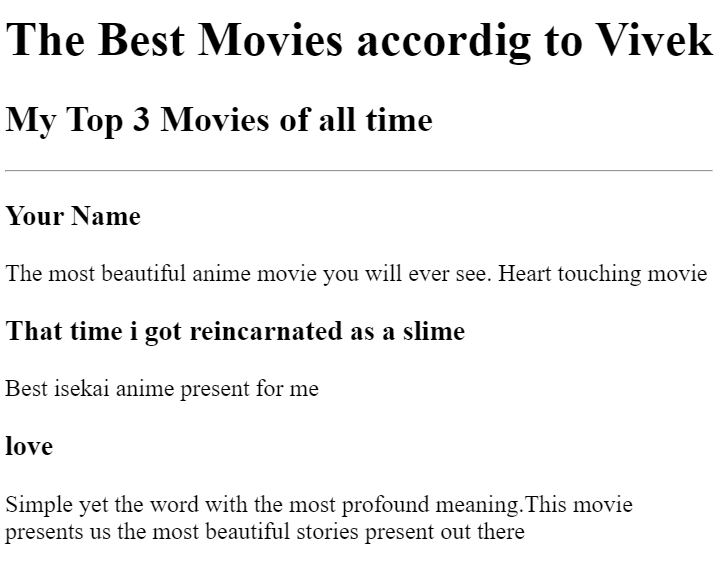 The Best Movies accordig to Vivek
My Top 3 Movies of all time
Your Name
The most beautiful anime movie you will ever see. Heart touching movie
That time i got reincarnated as a slime
Best isekai anime present for me
love
Simple yet the word with the most profound meaning.This movie
presents us the most beautiful stories present out there